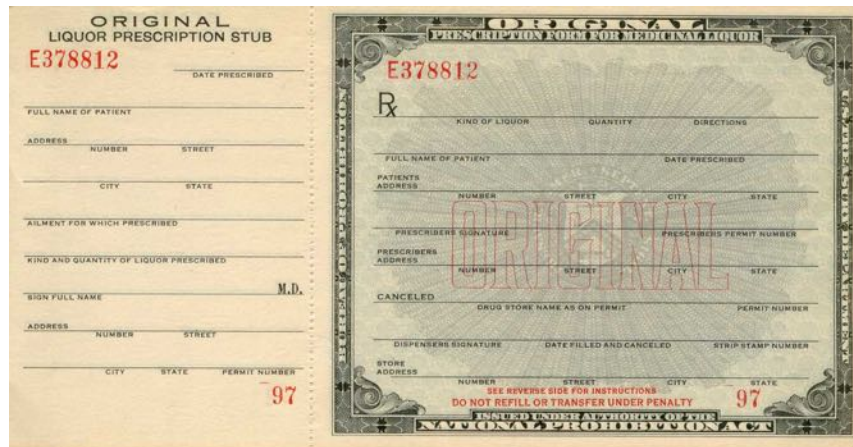 ORIGINAL
LIQUOR PRESCRIPTION STUB
E378812
DATE PRESCRIBED
FULL NAME OF PATIENT
ADDRESS
NUMBER STREET
CITY STATE
AILMENT FOR WHICH PRESCRIBED
KIND AND QUANTITY OF LIQUOR PRESCRIBED
M.D.
SIGN FULL NAME
ADDRESS
NUMBER STREET
CITY STATE PERMIT NUMBER
97
ORIGINAL
PRESCRIPTION FORM FOR MEDICINAL LIQUOR
E378812
Rx
KIND OF LIQUOR QUANTITY DIRECTIONS
FULL NAME OF PATIENT DATE PRESCRIBED
PATIENTS
ADDRESS
NUMBER STREET CITY STATE
ORIGINAL
PRESCRIBERS SIGNATURE PRESCRIBERS PERMIT NUMBER
PRESCRIBERS
ADDRESS
NUMBER STREET CITY STATE
CANCELED
DRUG STORE NAME AS ON PERMIT PERMIT NUMBER
DISPENSERS SIGNATURE DATE FILLED AND CANCELED STRIP STAMP NUMBER
STORE
ADDRESS
NUMBER STREET CITY STATE
SEE REVERSE SIDE FOR INSTRUCTIONS
DO NOT REFILL OR TRANSFER UNDER PENALTY
97
ISSUED UNDER AUTHORITY OF THE
NATIONAL PROHIBITION ACT